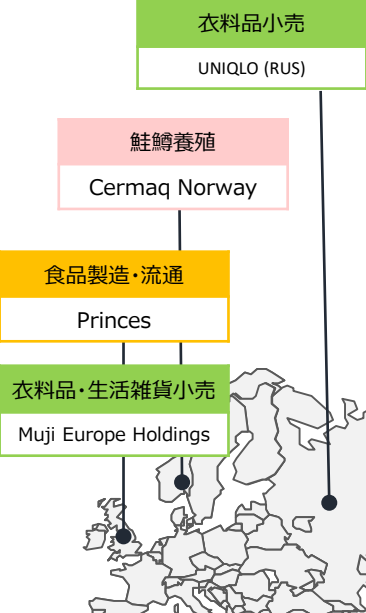 衣料品小売
UNIQLO (RUS)
鮭鱒養殖
Cermaq Norway
食品製造・流通
Princes
衣料品・生活雑貨小売
Muji Europe Holdings